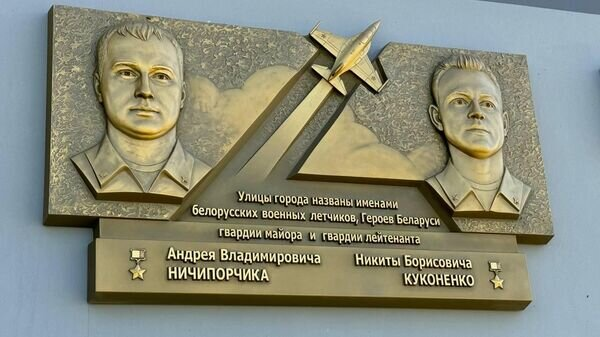 Улицы города названы именами
белорусских военных летчиков, Героев Беларуси
гвардии майора и гвардии лейтенанта
Андрея Владимировича
НИЧИПОРЧИКА
Никиты Борисовича
КУКОНЕНКО